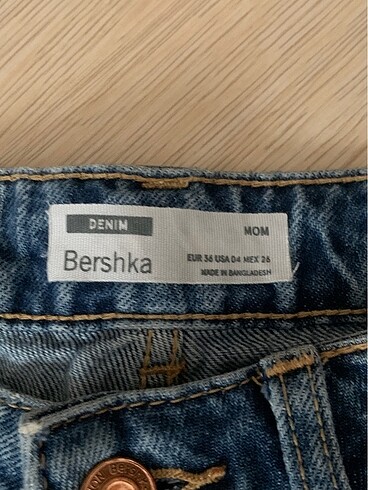 DENIM
MOM
Bershka
EUR 36 USA 04 MEX 26
MADE IN BANGLADESH